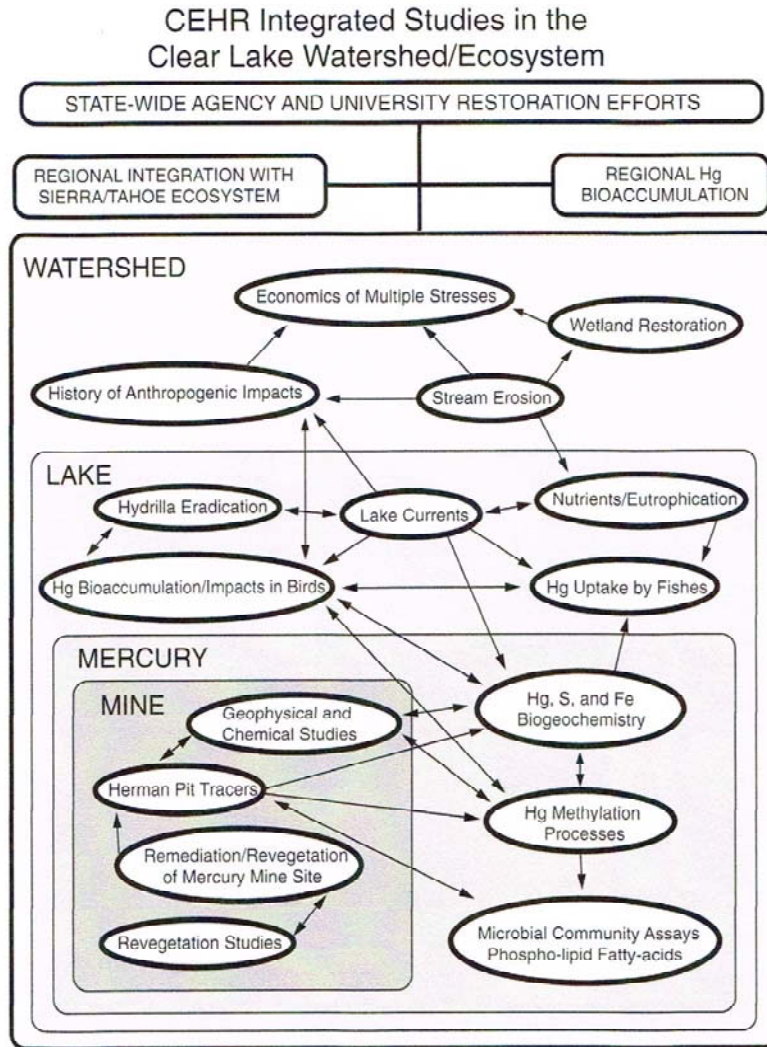 CEHR Integrated Studies in the
Clear Lake Watershed/Ecosystem
STATE-WIDE AGENCY AND UNIVERSITY RESTORATION EFFORTS
REGIONAL INTEGRATION WITH
SIERRA/TAHOE ECOSYSTEM
REGIONAL Hg
BIOACCUMULATION
WATERSHED
Economics of Multiple Stresses
Wetland Restoration
History of Anthropogenic Impacts
Stream Erosion
LAKE
Hydrilla Eradication
Lake Currents
Nutrients/Eutrophication
Hg Bioaccumulation/Impacts in Birds
Hg Uptake by Fishes
MERCURY
MINE
Geophysical and
Chemical Studies
Hg, S, and Fe
Biogeochemistry
Herman Pit Tracers
Hg Methylation
Processes
Remediation/Revegetation
of Mercury Mine Site
Revegetation Studies
Microbial Community Assays
Phospho-lipid Fatty-acids